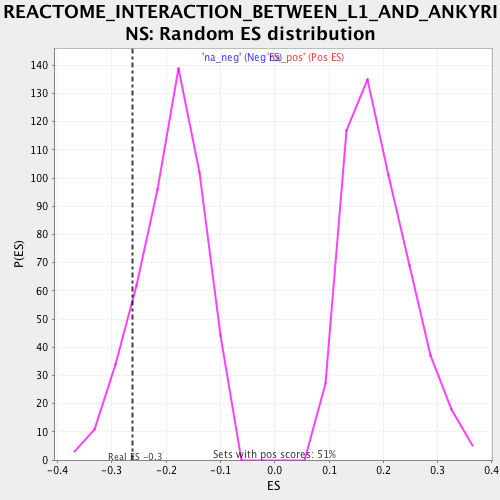 REACTOME_INTERACTION_BETWEEN_L1_AND_ANKYRI
NS: Random ES distribution
'na_neg' (Neg ES) 'na_pos' (Pos ES)
140
130
120
110
100
90
80
70
60
50
40
30
20
10
0
P(ES)
Real ES -0.3
Sets with pos scores: 51%
-0.4 -0.3 -0.2 -0.1 0.0 0.1 0.2 0.3 0.4
ES